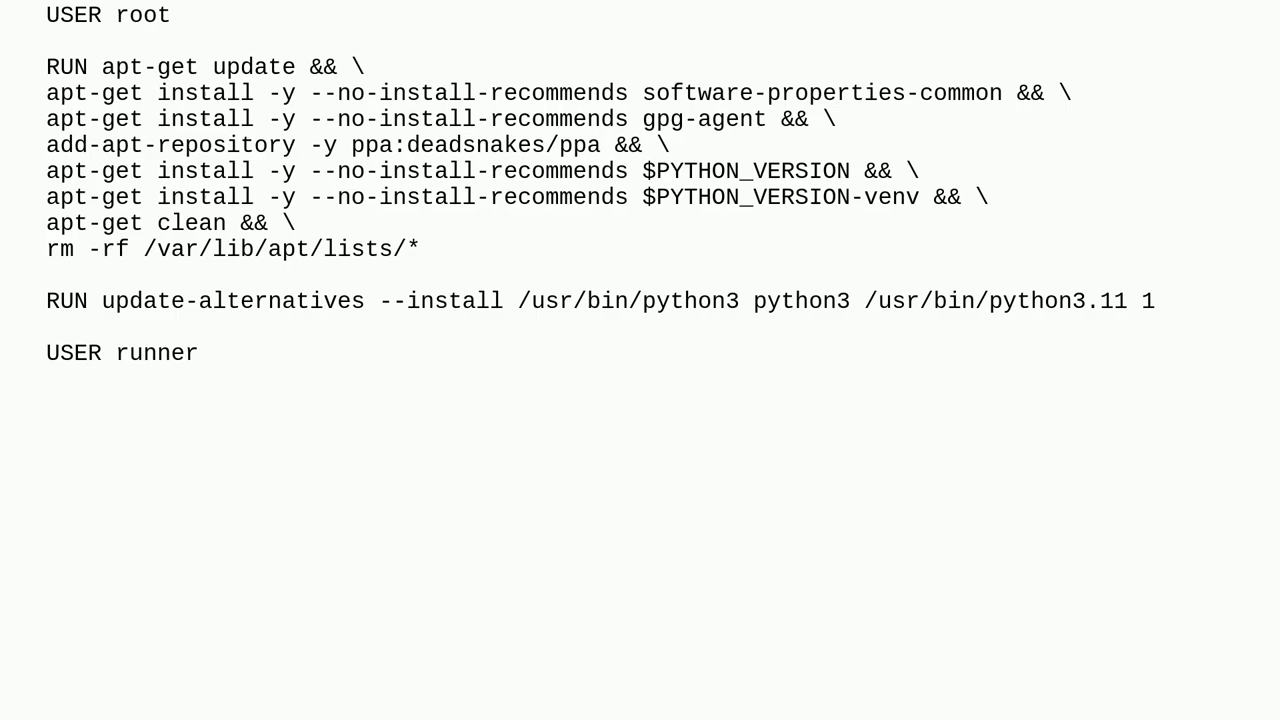 USER root
RUN apt-get update && \
apt-get install -y --no-install-recommends software-properties-common && \
apt-get install -y --no-install-recommends gpg-agent && \
add-apt-repository -y ppa:deadsnakes/ppa && \
apt-get install -y --no-install-recommends $PYTHON_VERSION && \
apt-get install -y --no-install-recommends $PYTHON_VERSION-venv && \
apt-get clean && \
rm -rf /var/lib/apt/lists/*
RUN update-alternatives --install /usr/bin/python3 python3 /usr/bin/python3.11 1
USER runner